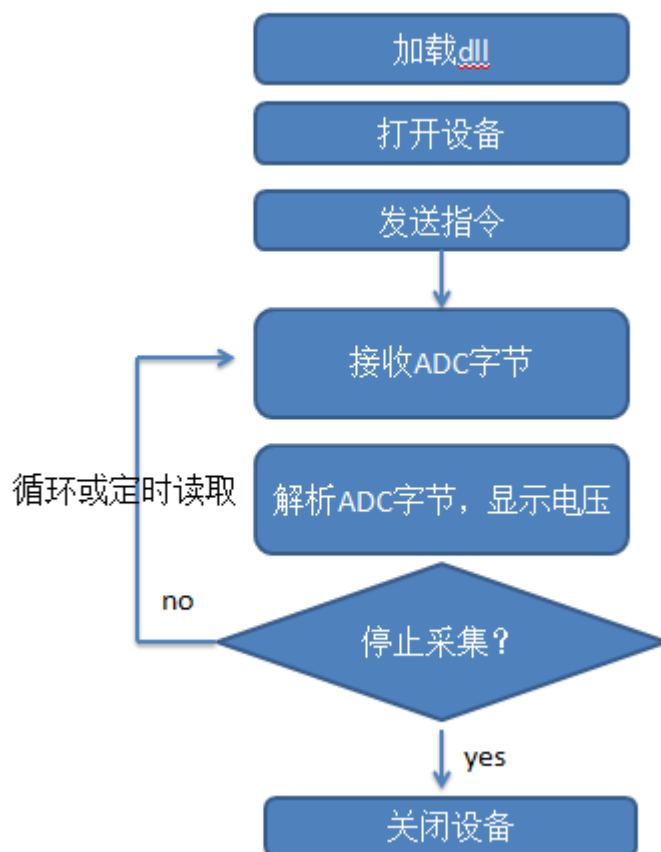 加载dll
打开设备
发送指令
接收ADC字节
循环或定时读取
解析ADC字节，显示电压
no
停止采集？
yes
关闭设备